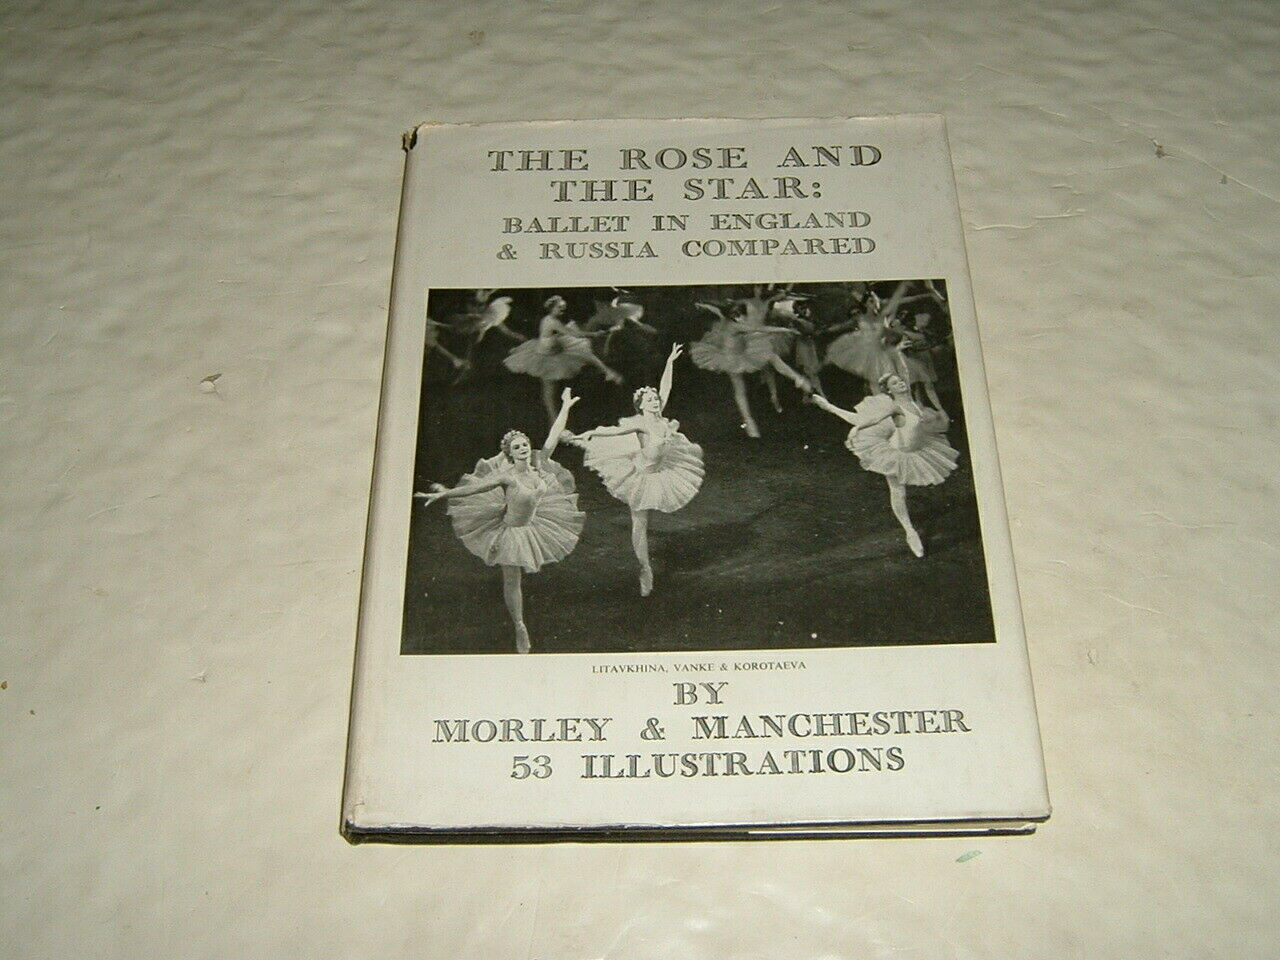 THE ROSE AND
THE STAR:
BALLET IN ENGLAND
& RUSSIA COMPARED
LITAVKHINA, VANKE & KOROTAEVA
BY
MORLEY & MANCHESTER
53 ILLUSTRATIONS